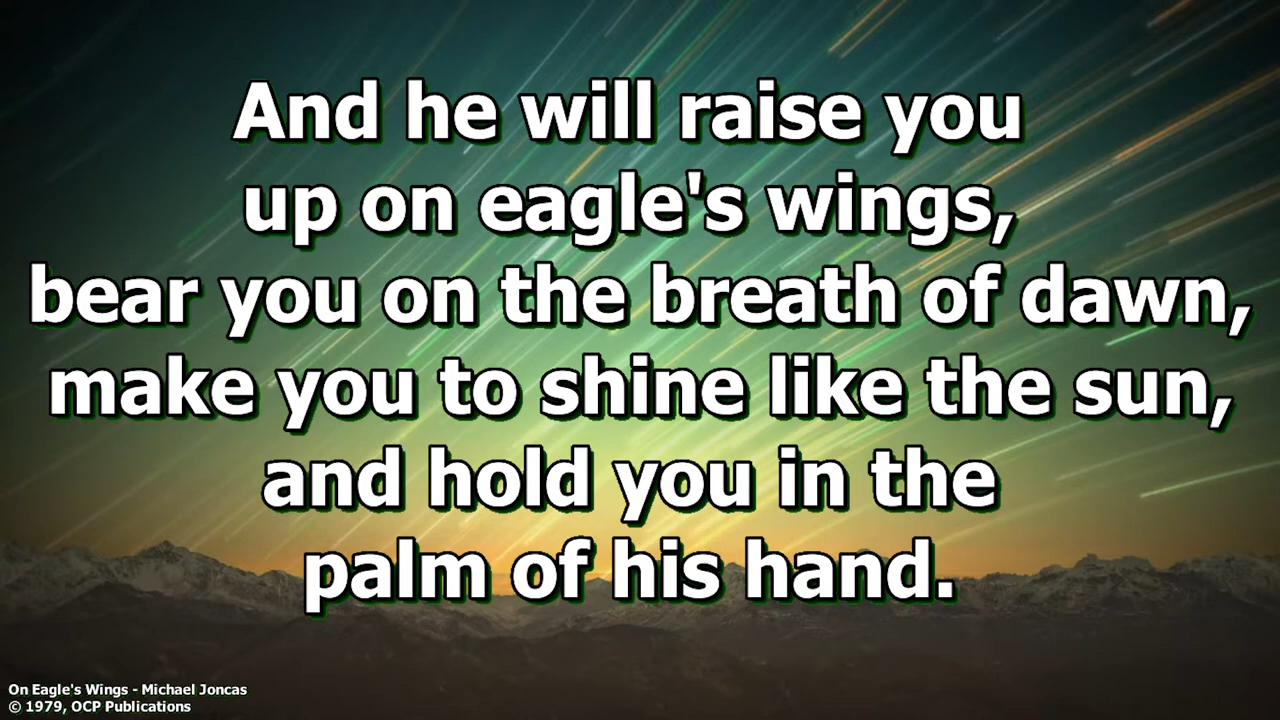 And he will raise you
up on eagle's wings,
bear you on the breath of dawn,
make you to shine like the sun,
and hold you in the
palm of his hand.
On Eagle's Wings - Michael Joncas
© 1979, OCP Publications